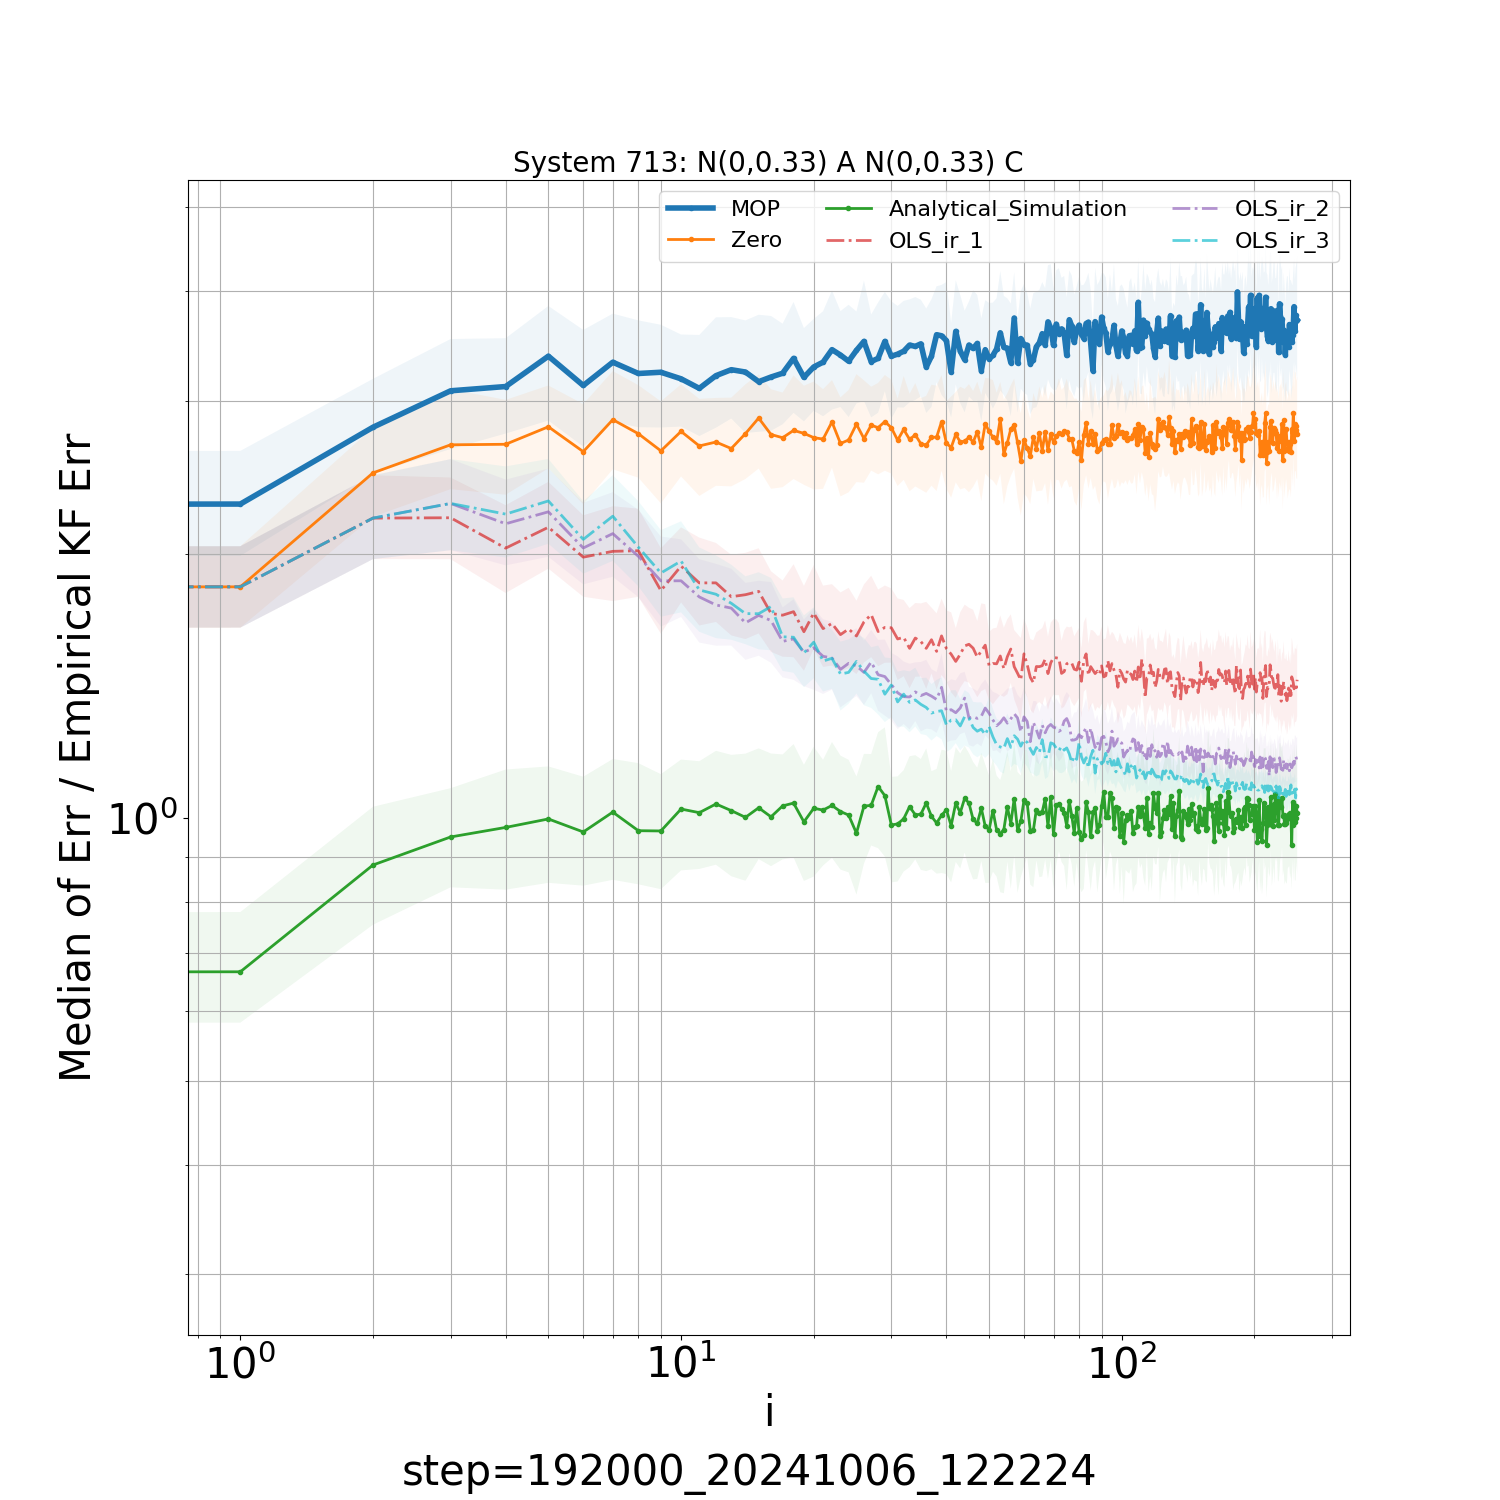 System 713: N(0,0.33) A N(0,0.33) C
MOP
Zero
Analytical_Simulation
OLS_ir_1
OLS_ir_2
OLS_ir_3
Median of Err / Empirical KF Err
10⁰
10⁰ 10¹ 10²
i
step=192000_20241006_122224